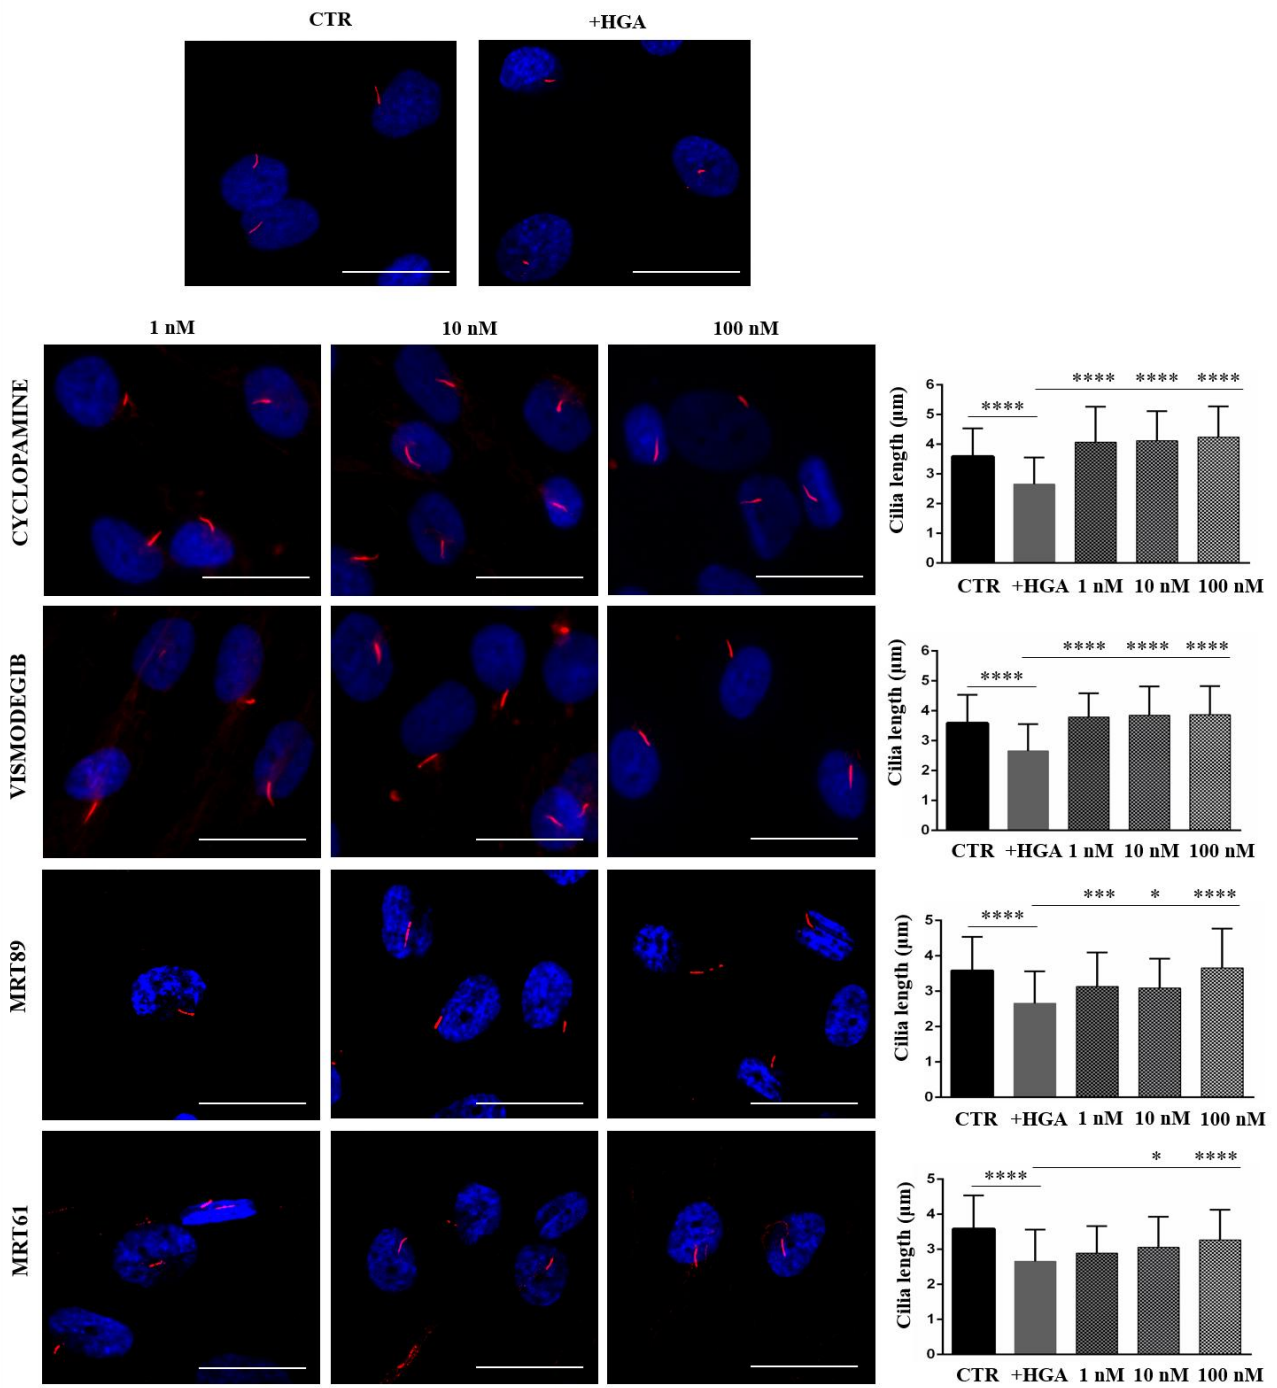 CTR +HGA
1 nM 10 nM 100 nM
CYCLOPAMINE
Cilia length (µm)
6
5
4
3
2
1
0
****
**** **** ****
CTR +HGA 1 nM 10 nM 100 nM
VISMODEGIB
Cilia length (µm)
6
5
4
3
2
1
0
****
**** **** ****
CTR +HGA 1 nM 10 nM 100 nM
MRT89
Cilia length (µm)
5
4
3
2
1
0
****
*** * ****
CTR +HGA 1 nM 10 nM 100 nM
MRT61
Cilia length (µm)
5
4
3
2
1
0
****
* ****
CTR +HGA 1 nM 10 nM 100 nM